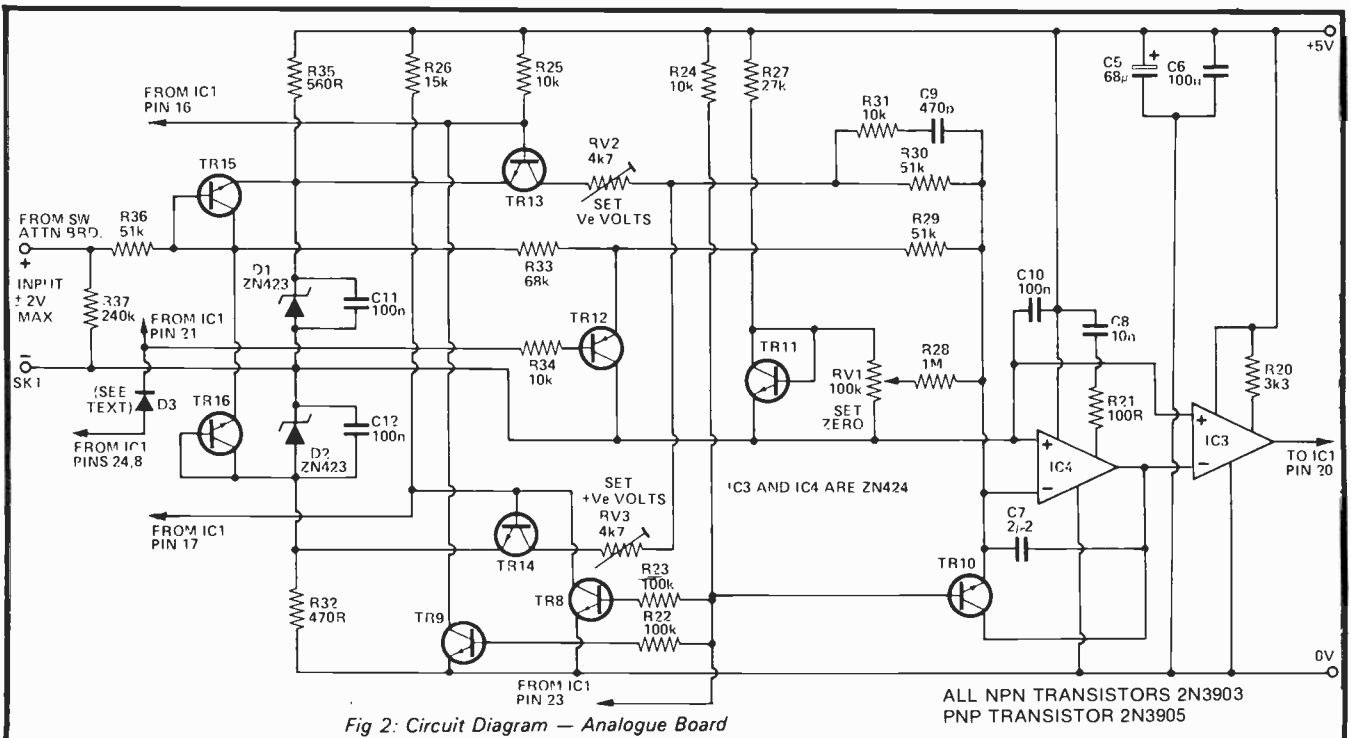 +5V
R35
560R
R26
15k
R25
10k
R24
10k
R27
27k
C5
68µ
+
C6
FROM IC1
PIN 16
R31
10k
C9
470p
TR15
RV2
4k7
R30
51k
TR13
SET
Ve VOLTS
FROM SW
ATTN BRD.
R36
51k
+
INPUT
± 2V
MAX
R37
240k
R33
68k
R29
51k
D1
ZN423
C11
100n
C10
100n
FROM IC1
PIN 21
TR12
C8
10n
TR11
R28
1M
R34
10k
RV1
100k
SET
ZERO
R21
100R
R20
3k3
−
SK1
(SEE
TEXT)
D3
TR16
C12
100n
D2
ZN423
FROM IC1
PINS 24,8
+
−
IC4
+
−
IC3
TO IC1
PIN 20
IC3 AND IC4 ARE ZN424
SET
+Ve VOLTS
RV3
4k7
FROM IC1
PIN 17
TR14
C7
2µ2
TR10
R23
100k
TR8
R22
100k
TR9
R32
470R
0V
FROM IC1
PIN 23
ALL NPN TRANSISTORS 2N3903
PNP TRANSISTOR 2N3905
Fig 2: Circuit Diagram — Analogue Board